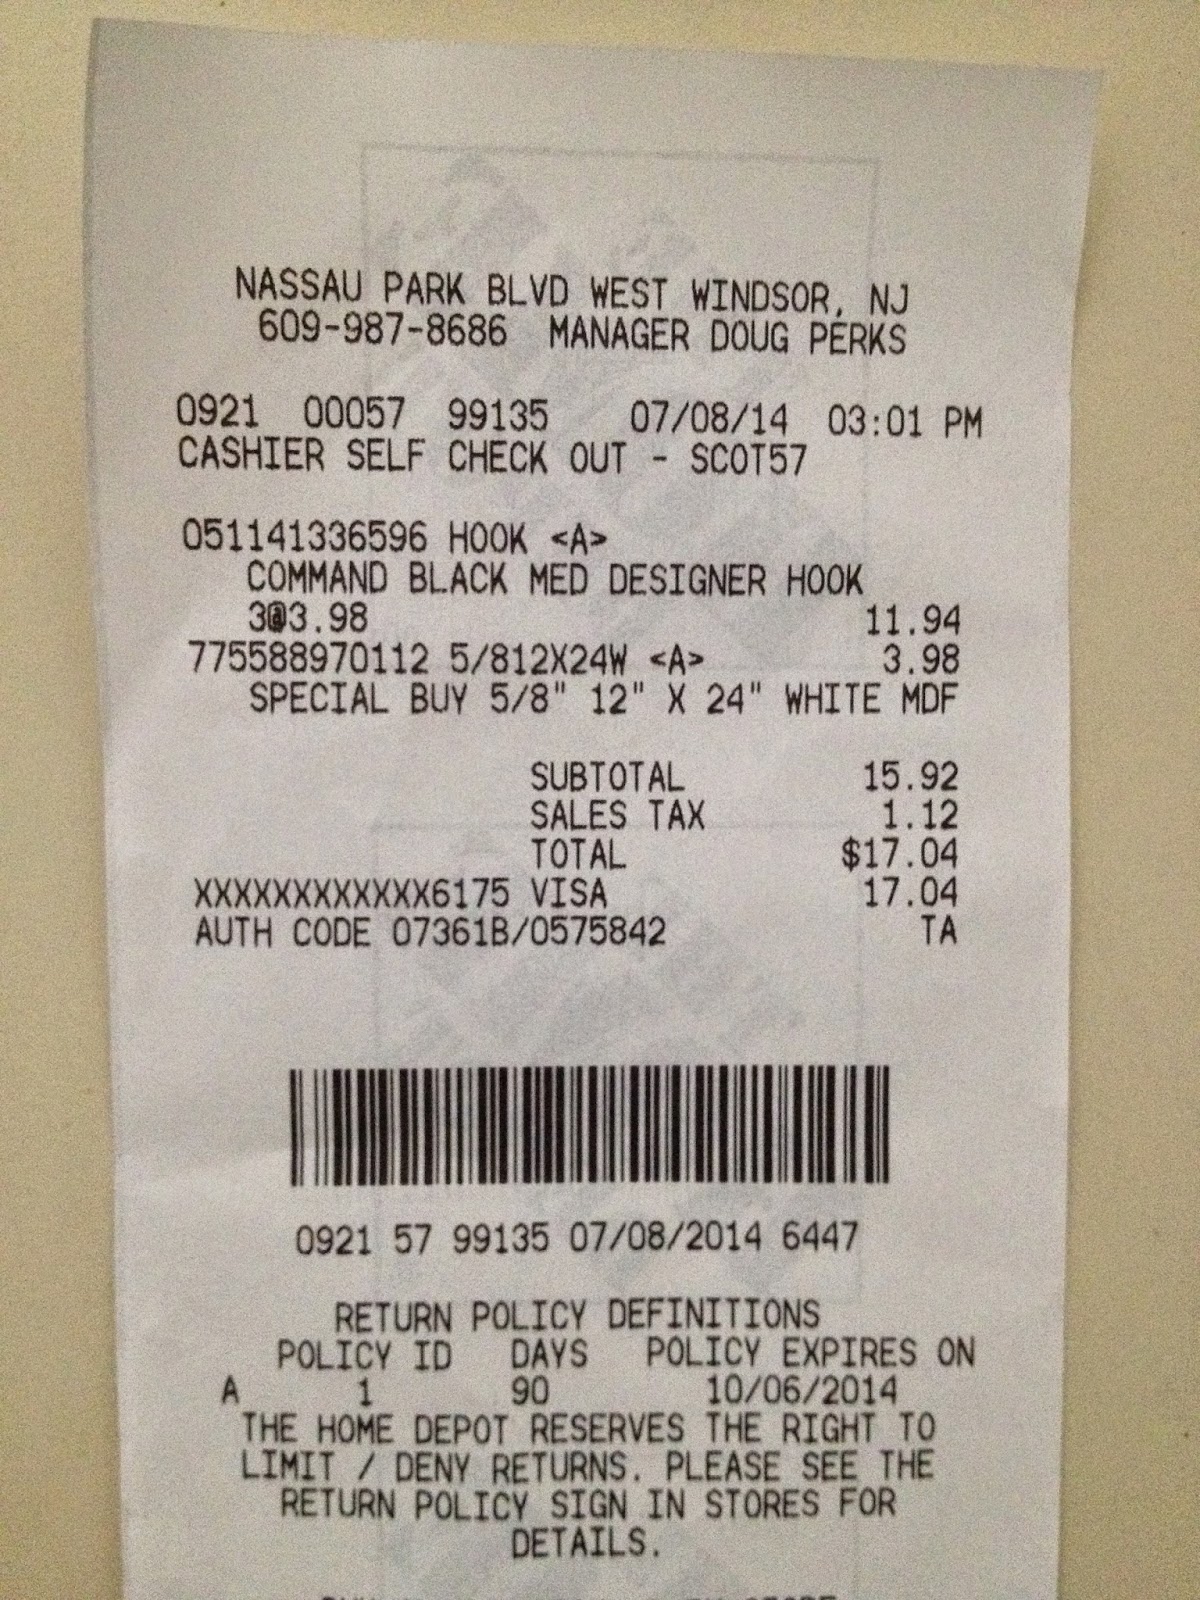 NASSAU PARK BLVD WEST WINDSOR, NJ
609-987-8686 MANAGER DOUG PERKS
0921 00057 99135 07/08/14 03:01 PM
CASHIER SELF CHECK OUT - SCOT57
051141336596 HOOK <A>
COMMAND BLACK MED DESIGNER HOOK
3@3.98 11.94
775588970112 5/812X24W <A> 3.98
SPECIAL BUY 5/8" 12" X 24" WHITE MDF
SUBTOTAL 15.92
SALES TAX 1.12
TOTAL $17.04
XXXXXXXXXXXX6175 VISA 17.04
AUTH CODE 07361B/0575842 TA
0921 57 99135 07/08/2014 6447
RETURN POLICY DEFINITIONS
POLICY ID DAYS POLICY EXPIRES ON
A 1 90 10/06/2014
THE HOME DEPOT RESERVES THE RIGHT TO
LIMIT / DENY RETURNS. PLEASE SEE THE
RETURN POLICY SIGN IN STORES FOR
DETAILS.